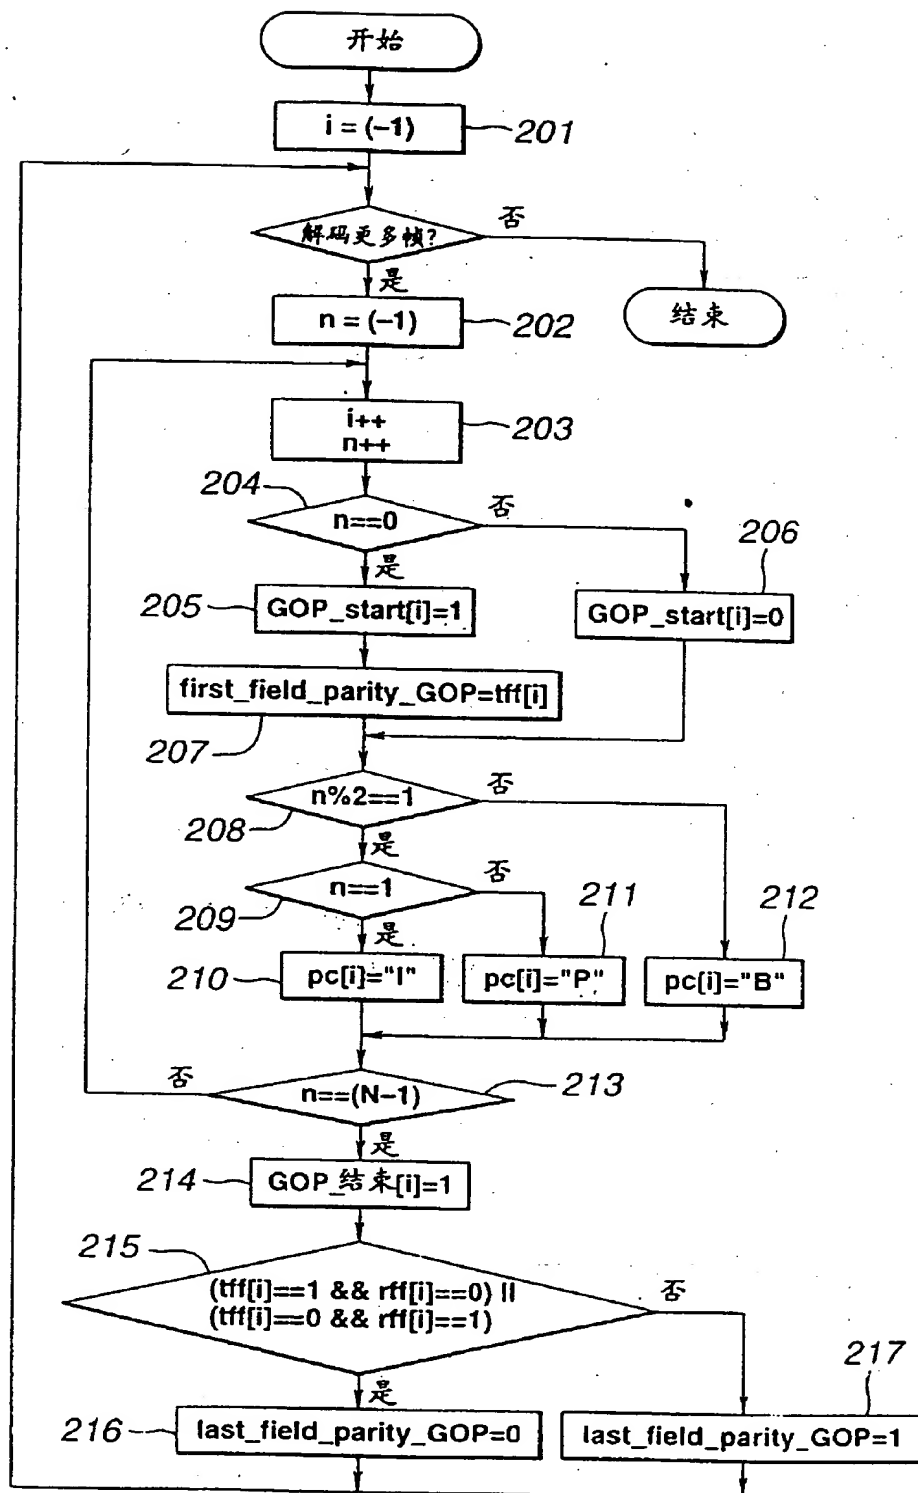 开始
i = (-1)
201
解码更多帧?
否
是
n = (-1)
202
结束
i++
n++
203
204
n==0
否
是
206
205
GOP_start[i]=1
GOP_start[i]=0
first_field_parity_GOP=tff[i]
207
n%2==1
否
208
是
n==1
否
209
是
211
212
210
pc[i]="I"
pc[i]="P"
pc[i]="B"
否
n==(N-1)
213
是
214
GOP_结束[i]=1
215
(tff[i]==1 && rff[i]==0) II
(tff[i]==0 && rff[i]==1)
否
是
217
216
last_field_parity_GOP=0
last_field_parity_GOP=1